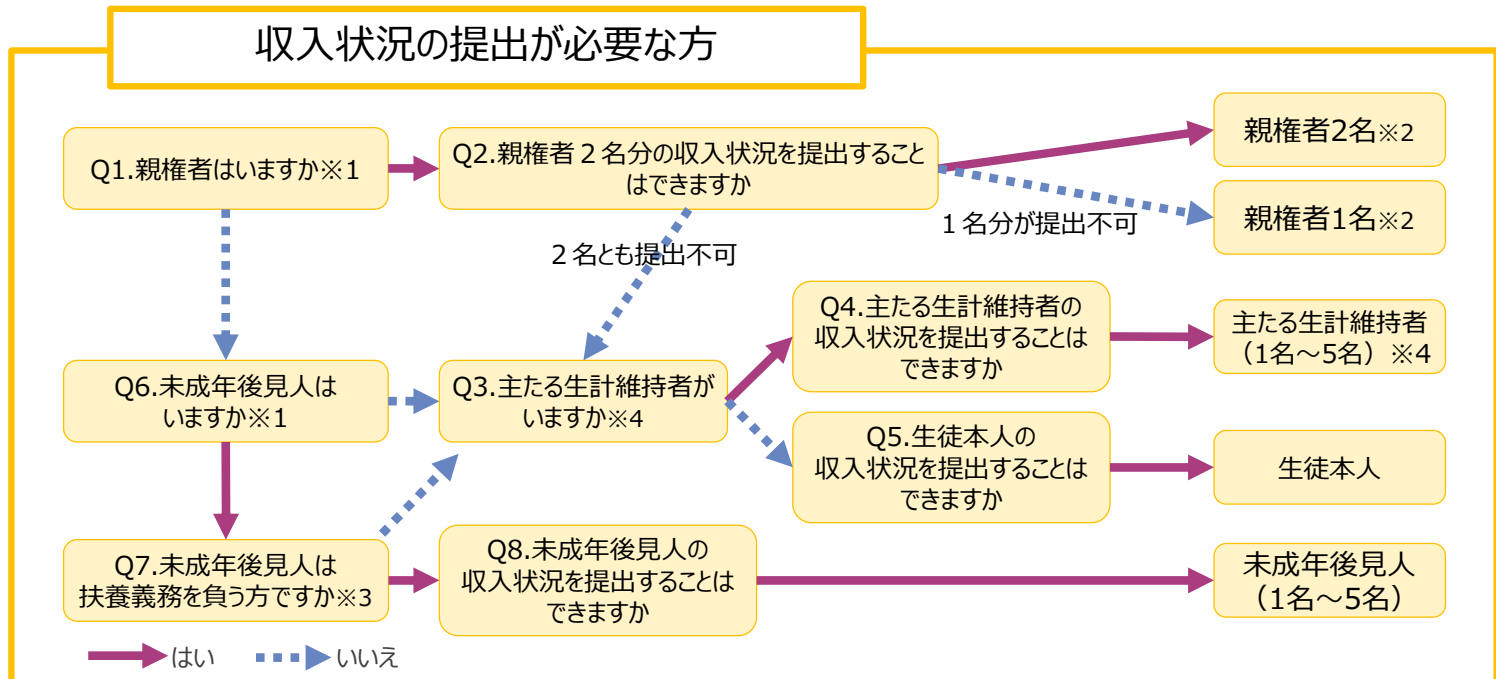 収入状況の提出が必要な方
Q1.親権者はいますか※1
Q2.親権者２名分の収入状況を提出すること
はできますか
親権者2名※2
親権者1名※2
１名分が提出不可
２名とも提出不可
Q6.未成年後見人は
いますか※1
Q3.主たる生計維持者が
いますか※4
Q4.主たる生計維持者の
収入状況を提出することは
できますか
主たる生計維持者
（1名～5名）※4
Q5.生徒本人の
収入状況を提出することは
できますか
生徒本人
Q7.未成年後見人は
扶養義務を負う方ですか※3
Q8.未成年後見人の
収入状況を提出することは
できますか
未成年後見人
（1名～5名）
はい
いいえ